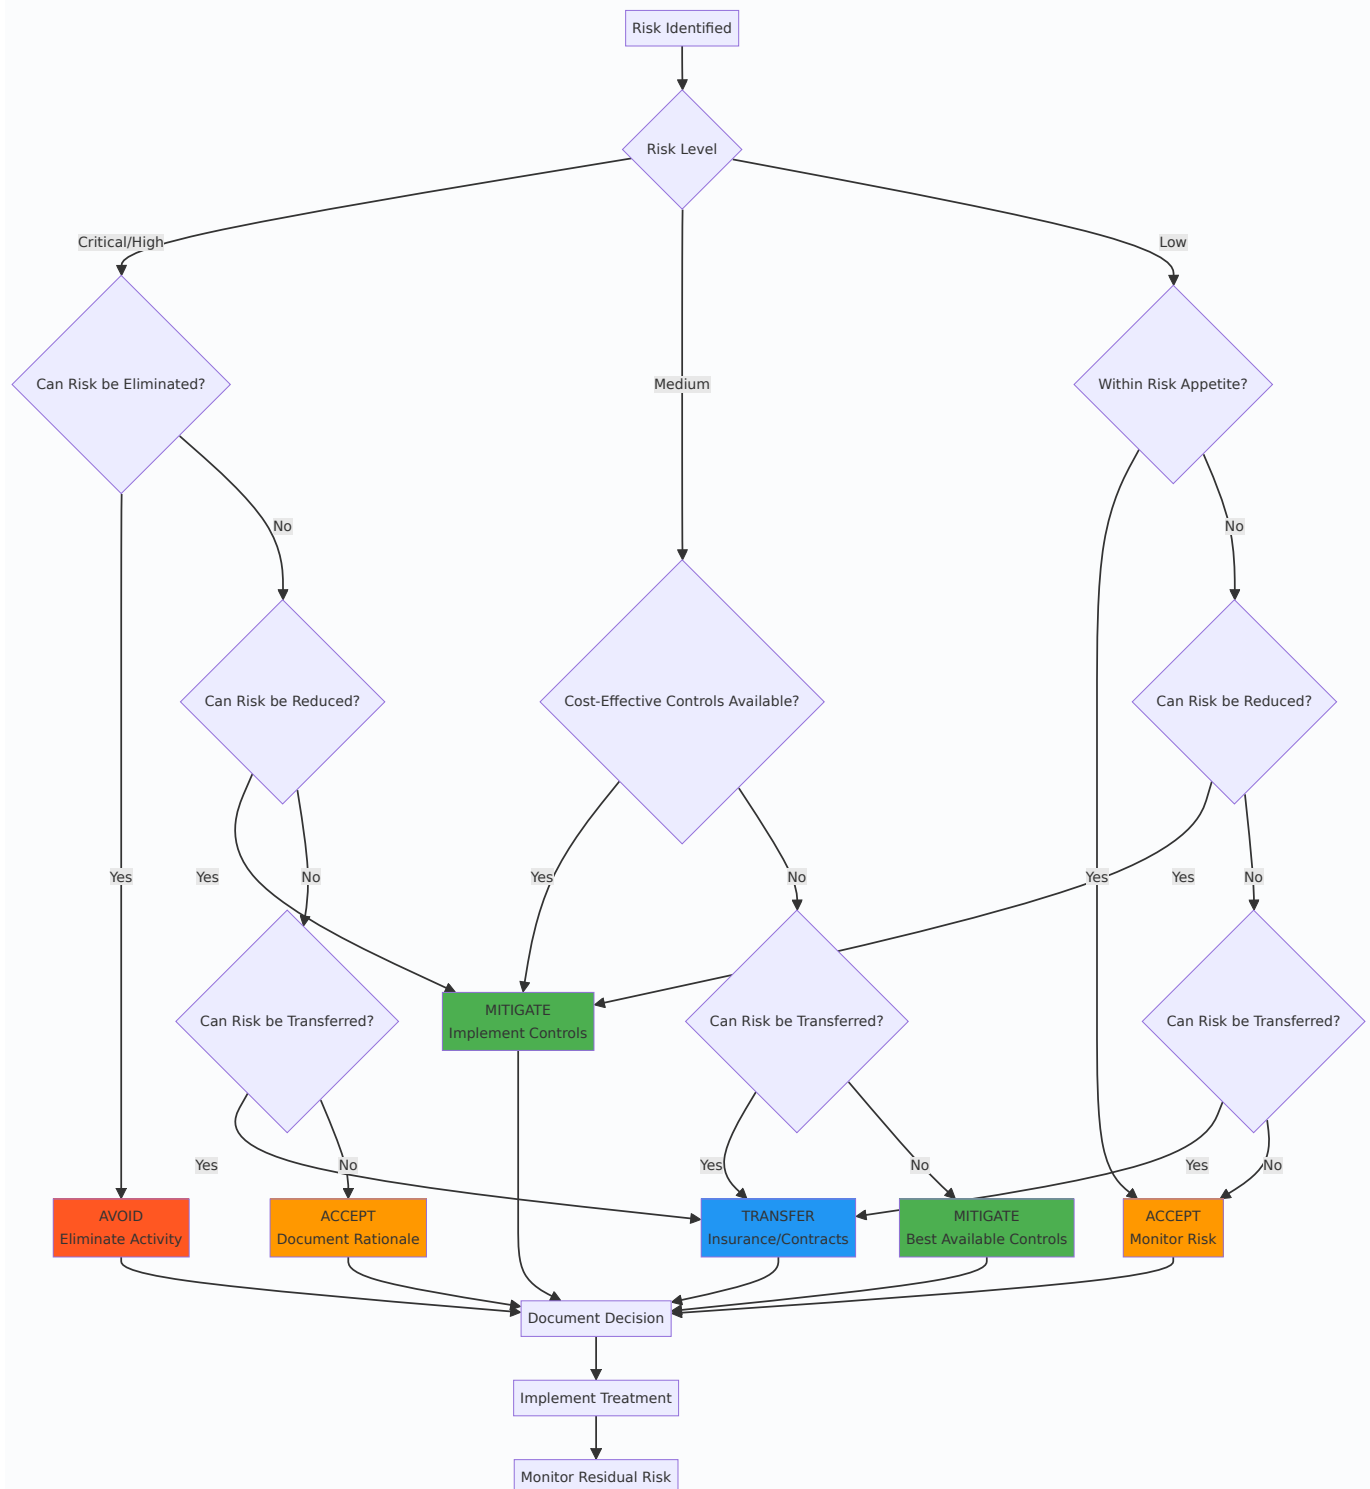 Risk Identified
Risk Level
Critical/High
Low
Can Risk be Eliminated?
Medium
Within Risk Appetite?
No
No
Can Risk be Reduced?
Cost-Effective Controls Available?
Can Risk be Reduced?
Yes
Yes
No
Yes
No
Yes
Yes
No
Can Risk be Transferred?
MITIGATE
Implement Controls
Can Risk be Transferred?
Can Risk be Transferred?
Yes
No
Yes
No
Yes
No
AVOID
Eliminate Activity
ACCEPT
Document Rationale
TRANSFER
Insurance/Contracts
MITIGATE
Best Available Controls
ACCEPT
Monitor Risk
Document Decision
Implement Treatment
Monitor Residual Risk